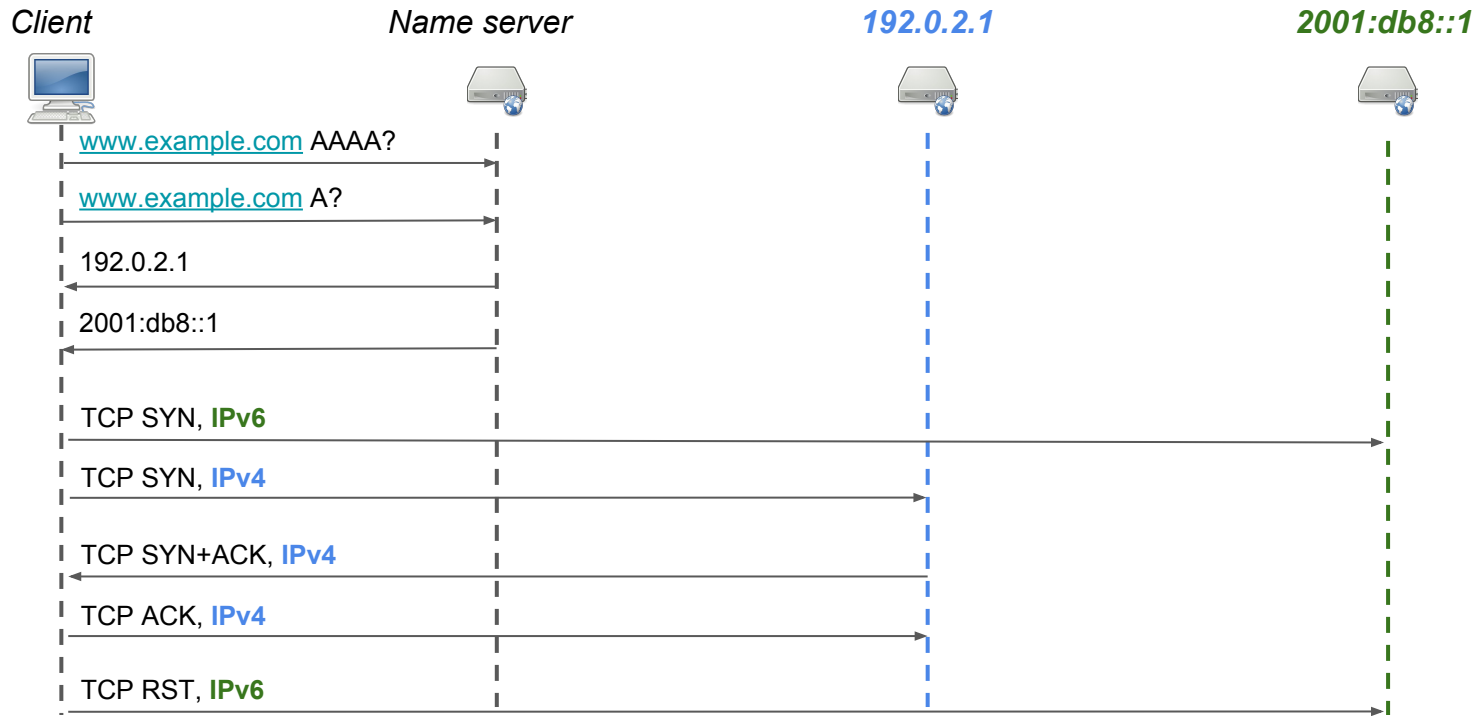 Client Name server 192.0.2.1 2001:db8::1
www.example.com AAAA?
www.example.com A?
192.0.2.1
2001:db8::1
TCP SYN, IPv6
TCP SYN, IPv4
TCP SYN+ACK, IPv4
TCP ACK, IPv4
TCP RST, IPv6